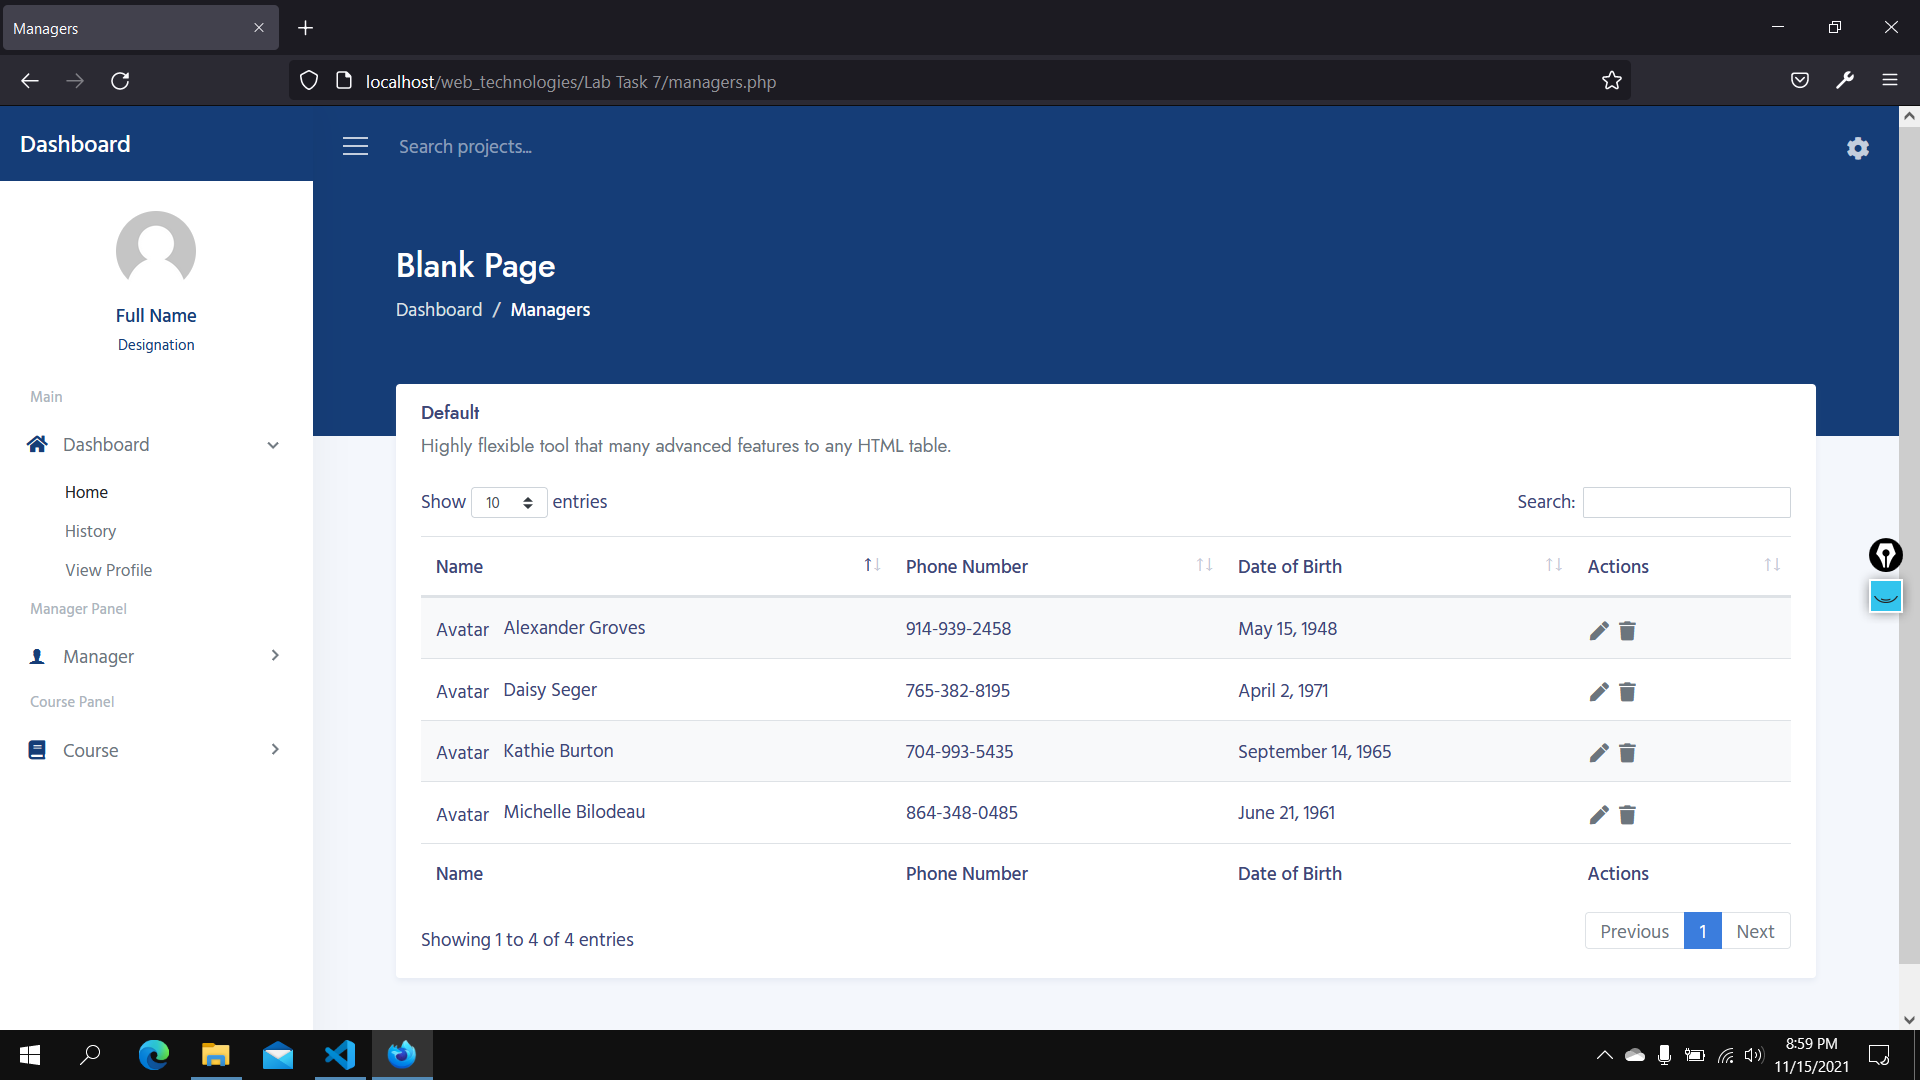 Managers
localhost/web_technologies/Lab Task 7/managers.php
Dashboard
Search projects...
Full Name
Designation
Main
Dashboard
Home
History
View Profile
Manager Panel
Manager
Course Panel
Course
Blank Page
Dashboard / Managers
Default
Highly flexible tool that many advanced features to any HTML table.
Show 10 entries
Search:
Name Phone Number Date of Birth Actions
Avatar Alexander Groves 914-939-2458 May 15, 1948
Avatar Daisy Seger 765-382-8195 April 2, 1971
Avatar Kathie Burton 704-993-5435 September 14, 1965
Avatar Michelle Bilodeau 864-348-0485 June 21, 1961
Name Phone Number Date of Birth Actions
Showing 1 to 4 of 4 entries
Previous 1 Next
8:59 PM
11/15/2021